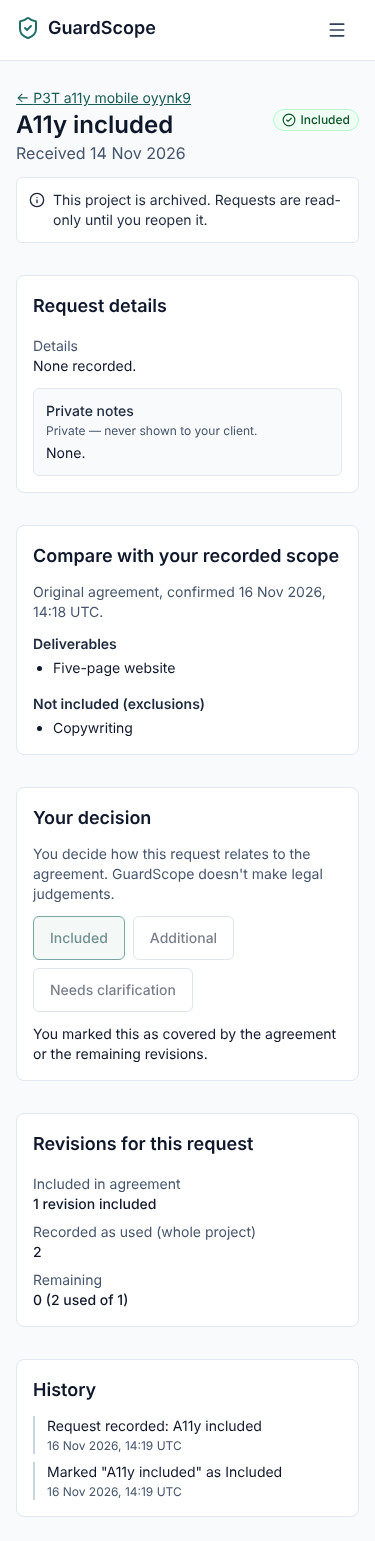 GuardScope
← P3T a11y mobile oyynk9
A11y included
Included
Received 14 Nov 2026
This project is archived. Requests are read-
only until you reopen it.
Request details
Details
None recorded.
Private notes
Private — never shown to your client.
None.
Compare with your recorded scope
Original agreement, confirmed 16 Nov 2026,
14:18 UTC.
Deliverables
• Five-page website
Not included (exclusions)
• Copywriting
Your decision
You decide how this request relates to the
agreement. GuardScope doesn't make legal
judgements.
Included
Additional
Needs clarification
You marked this as covered by the agreement
or the remaining revisions.
Revisions for this request
Included in agreement
1 revision included
Recorded as used (whole project)
2
Remaining
0 (2 used of 1)
History
Request recorded: A11y included
16 Nov 2026, 14:19 UTC
Marked "A11y included" as Included
16 Nov 2026, 14:19 UTC